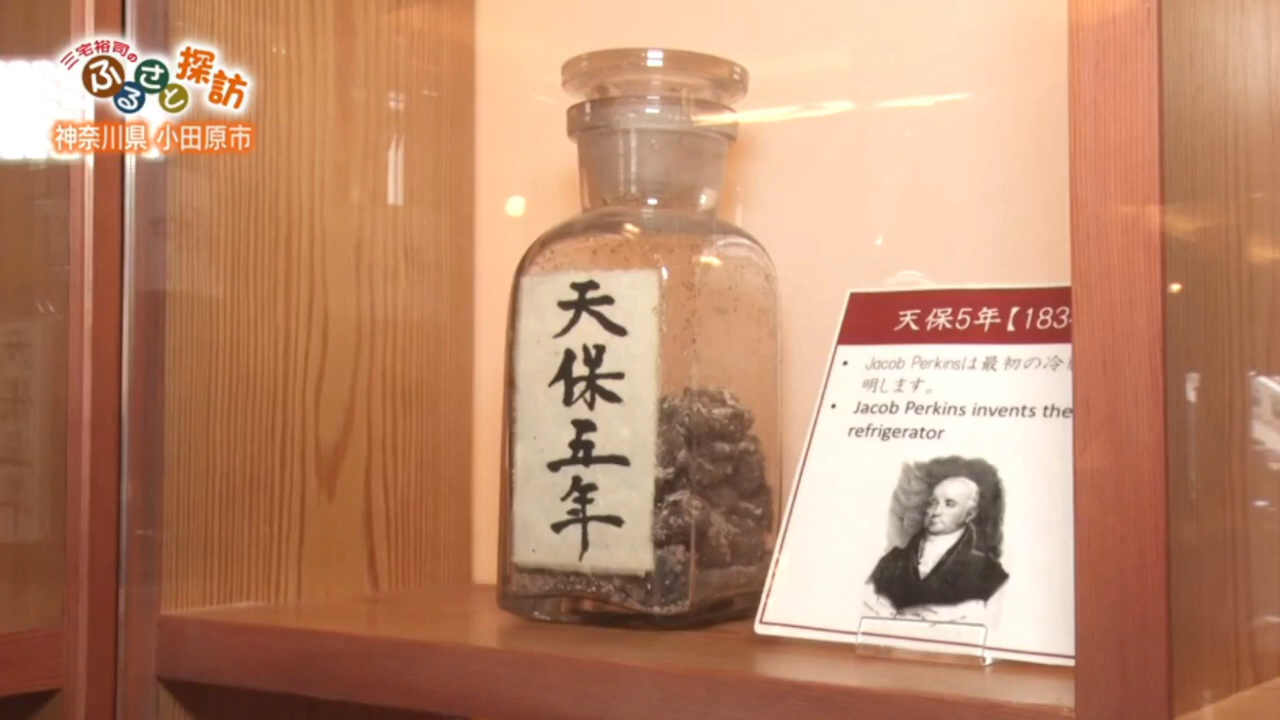 三宅裕司の
ふるさと探訪
神奈川県 小田原市
天保五年
天保5年【183
• Jacob Perkinsは最初の冷
明します。
• Jacob Perkins invents the
refrigerator